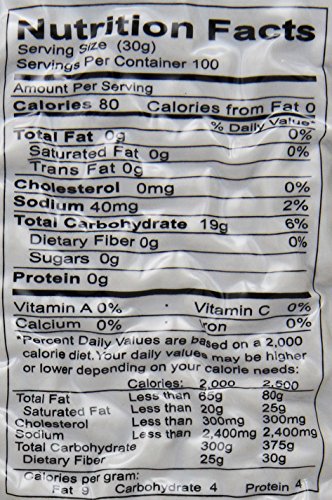 Nutrition Facts
Serving Size (30g)
Servings Per Container 100
Amount Per Serving
Calories 80 Calories from Fat 0
% Daily Value*
Total Fat 0g 0%
Saturated Fat 0g 0%
Trans Fat 0g
Cholesterol 0mg 0%
Sodium 40mg 2%
Total Carbohydrate 19g 6%
Dietary Fiber 0g 0%
Sugars 0g
Protein 0g
Vitamin A 0% · Vitamin C 0%
Calcium 0% · Iron 0%
*Percent Daily Values are based on a 2,000
calorie diet. Your daily values may be higher
or lower depending on your calorie needs:
Calories: 2,000 2,500
Total Fat Less than 65g 80g
Saturated Fat Less than 20g 25g
Cholesterol Less than 300mg 300mg
Sodium Less than 2,400mg 2,400mg
Total Carbohydrate 300g 375g
Dietary Fiber 25g 30g
Calories per gram:
Fat 9 Carbohydrate 4 Protein 4